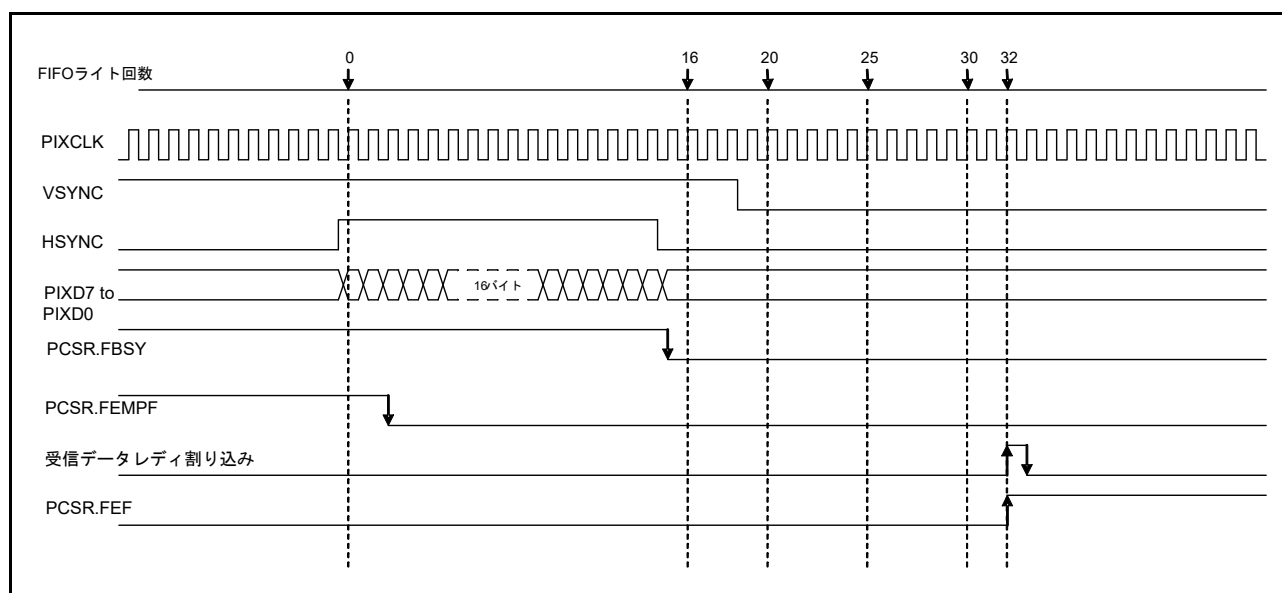 0 16 20 25 30 32
FIFOライト回数
PIXCLK
VSYNC
HSYNC
16バイト
PIXD7 to
PIXD0
PCSR.FBSY
PCSR.FEMPF
受信データレディ割り込み
PCSR.FEF